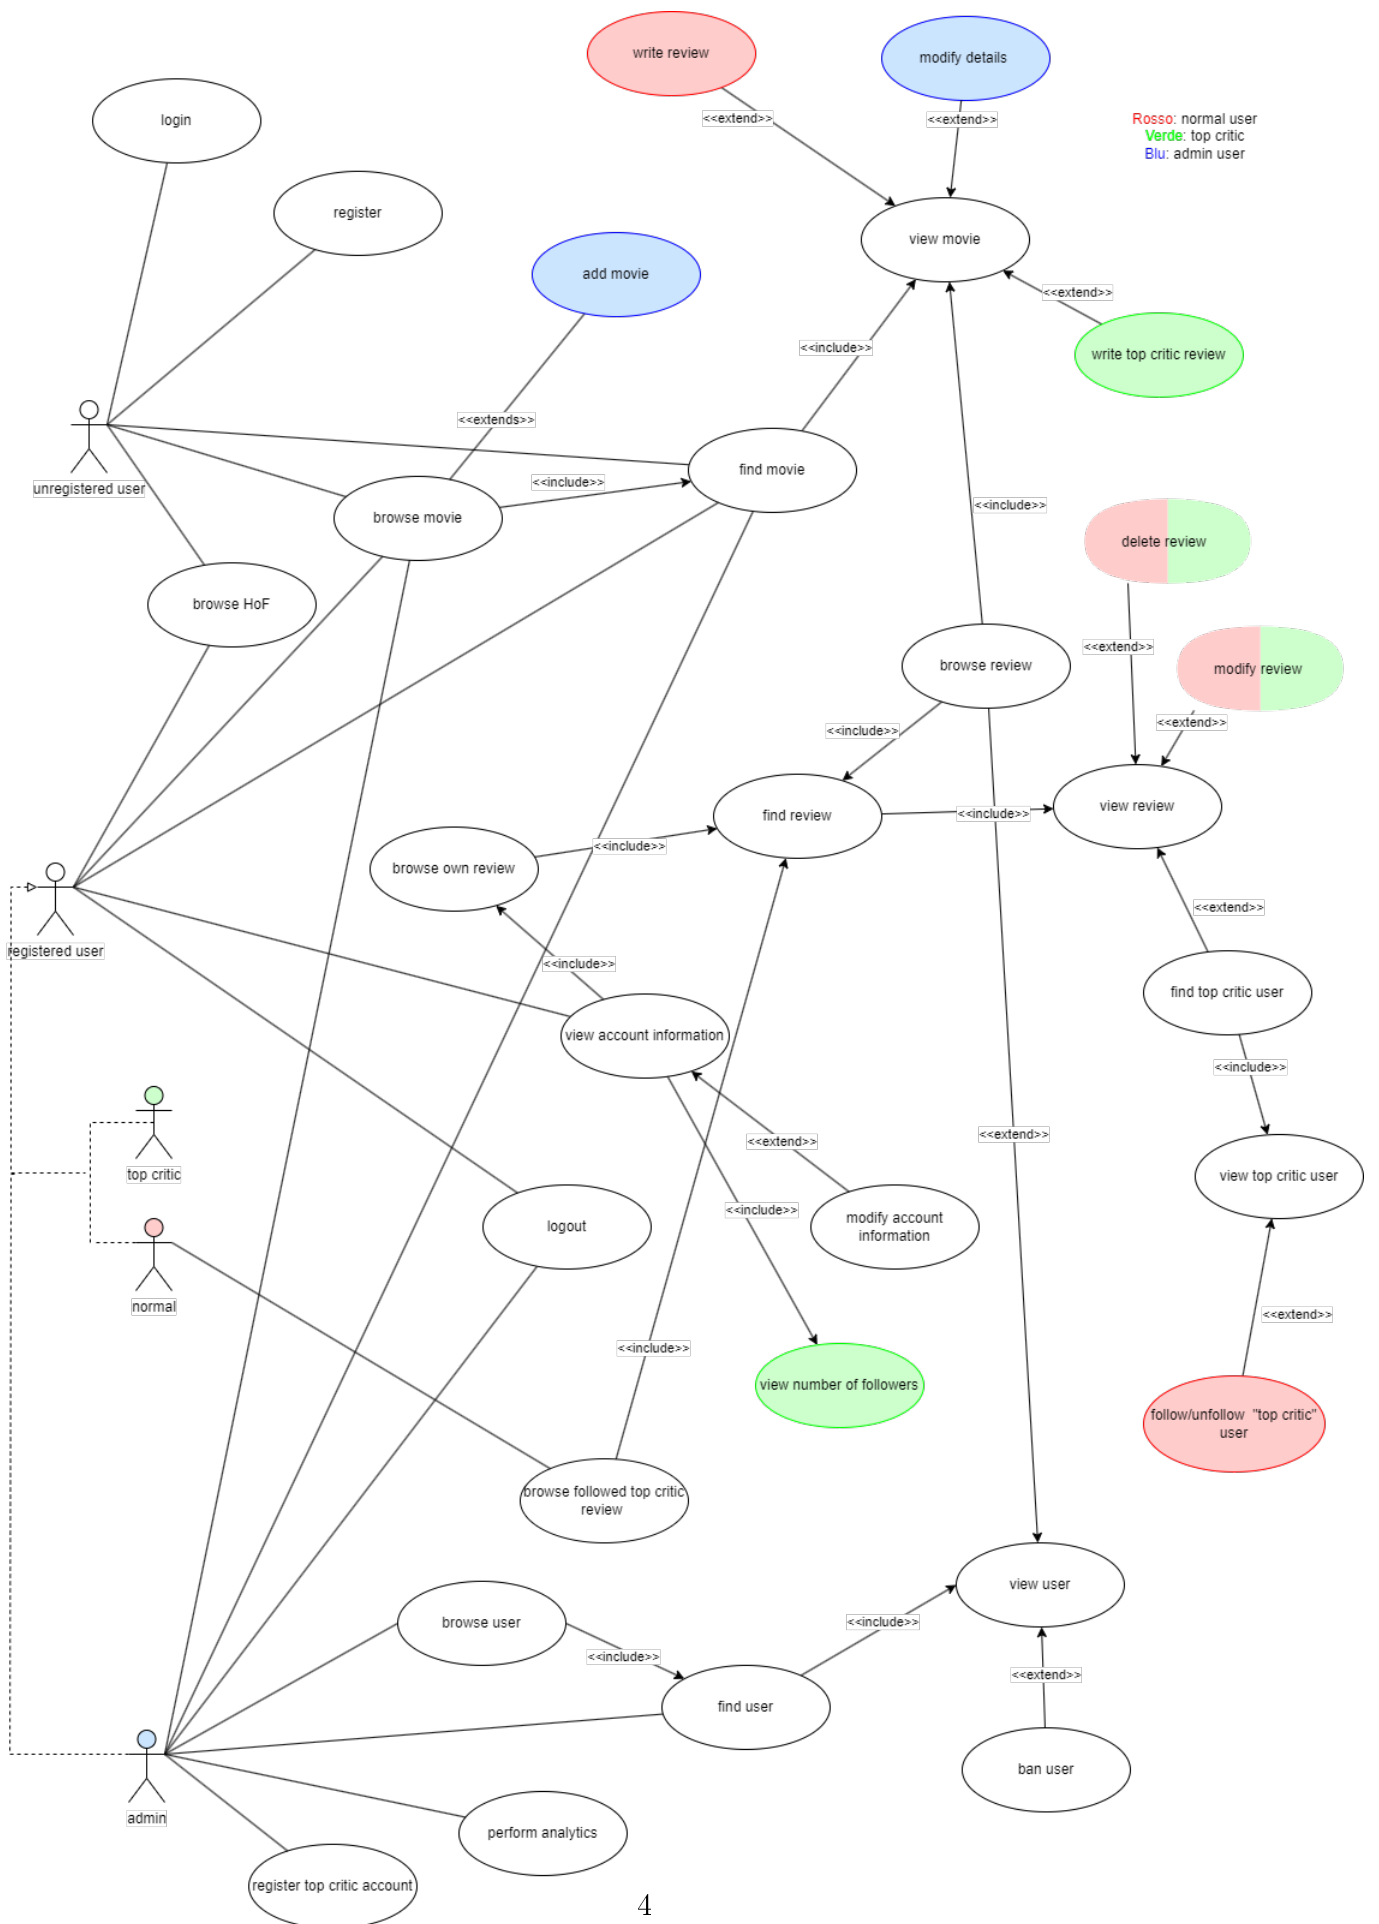 write review
modify details
<<extend>>
<<extend>>
Rosso: normal user
Verde: top critic
Blu: admin user
login
register
view movie
add movie
<<extend>>
<<include>>
write top critic review
<<extends>>
unregistered user
<<include>>
find movie
browse movie
<<include>>
delete review
browse HoF
<<extend>>
browse review
modify review
<<include>>
<<extend>>
find review
<<include>>
view review
browse own review
<<include>>
<<extend>>
registered user
<<include>>
find top critic user
view account information
<<include>>
<<extend>>
<<extend>>
top critic
view top critic user
<<include>>
logout
modify account
information
normal
<<include>>
<<extend>>
view number of followers
follow/unfollow "top critic"
user
browse followed top critic
review
view user
browse user
<<include>>
<<include>>
<<extend>>
find user
ban user
admin
perform analytics
register top critic account
4